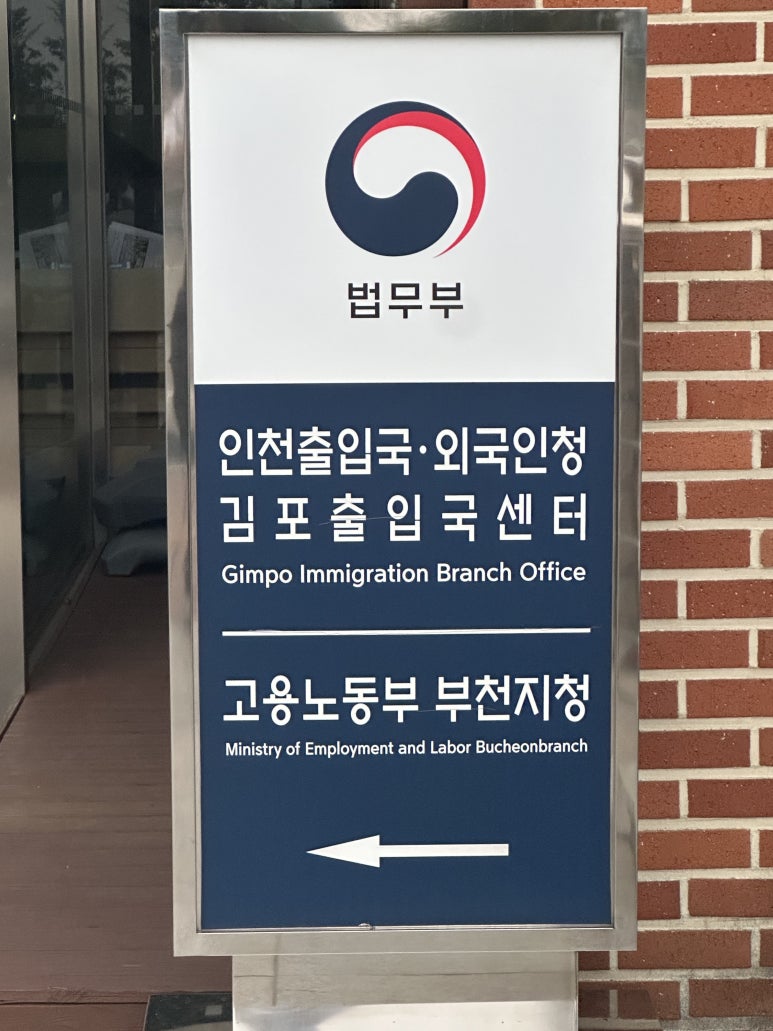 법무부
인천출입국·외국인청
김포출입국센터
Gimpo Immigration Branch Office
고용노동부 부천지청
Ministry of Employment and Labor Bucheonbranch